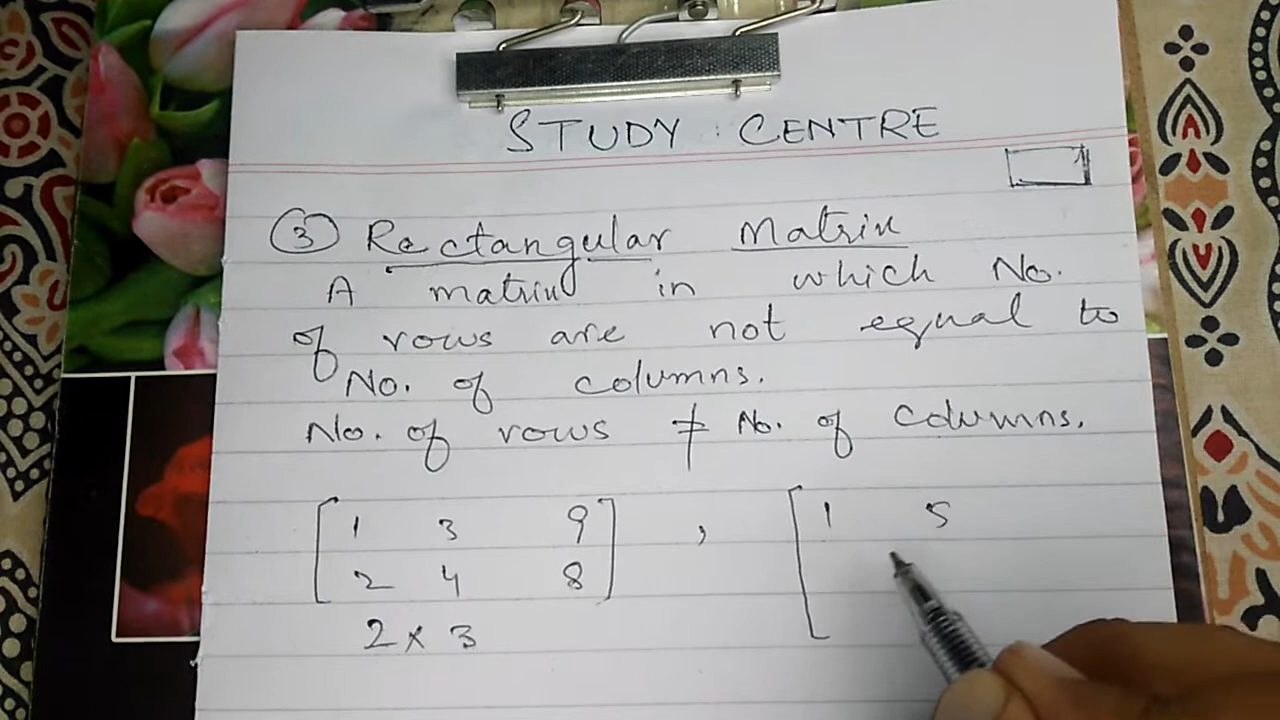 STUDY CENTRE
1
③ Rectangular Matrix
A matrix in which No.
of rows are not equal to
No. of columns.
No. of rows ≠ No. of columns.
[1 3 9 , [1 5
2 4 8]
2 × 3